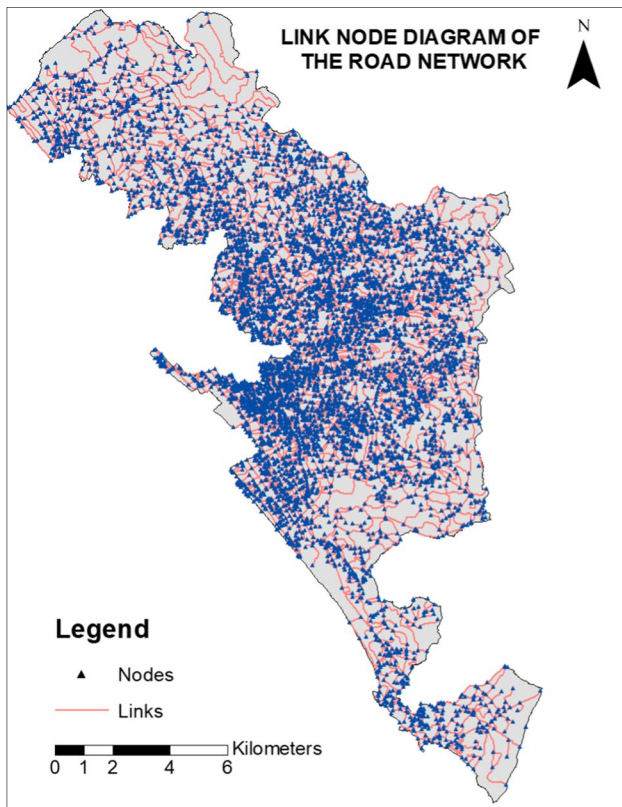 LINK NODE DIAGRAM OF
THE ROAD NETWORK
N
Legend
Nodes
Links
Kilometers
0 1 2 4 6